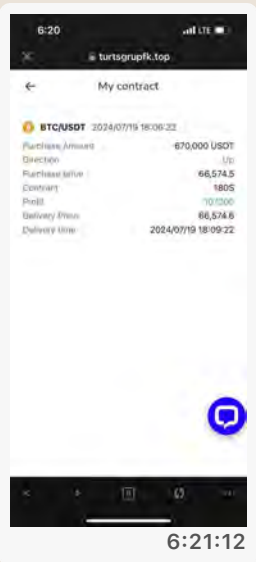 6:20
LTE
turtsgrupfk.top
My contract
BTC/USDT 2024/07/19 18:06:22
Purchase Amount 670,000 USDT
Direction Up
Purchase price 66,574.5
Contract 180S
Profit
Delivery Price 66,574.6
Delivery time 2024/07/19 18:09:22
6:21:12